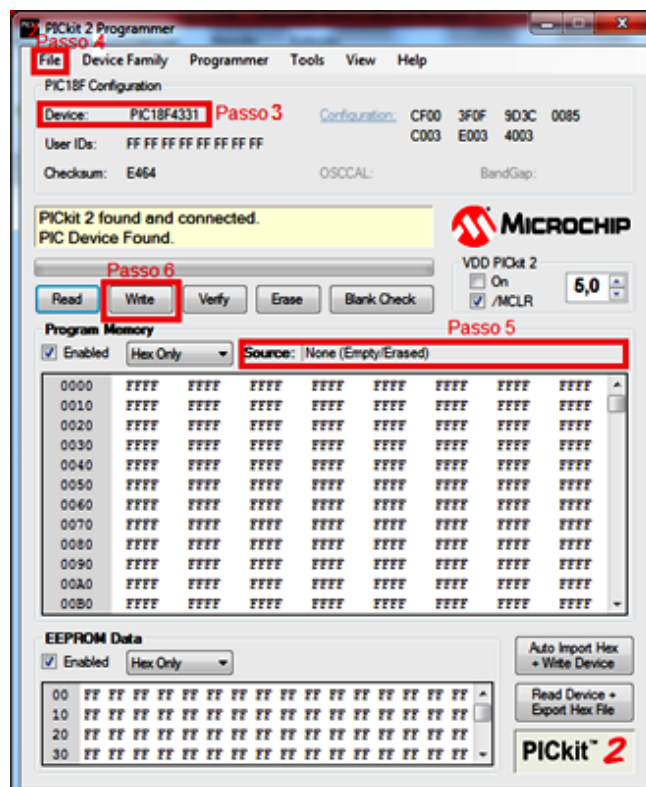 PICkit 2 Programmer
Passo 4
File Device Family Programmer Tools View Help
PIC18F Configuration
Device: PIC18F4331 Passo 3 Configuration: CF00 3F0F 9D3C 0085
C003 E003 4003
User IDs: FF FF FF FF FF FF FF FF
Checksum: E464 OSCCAL: BandGap:
PICkit 2 found and connected.
PIC Device Found.
MICROCHIP
Passo 6
VDD PICkit 2
On
/MCLR
5,0
Read Write Verify Erase Blank Check
Passo 5
Program Memory
Enabled Hex Only Source: None (Empty/Erased)
0000 FFFF FFFF FFFF FFFF FFFF FFFF FFFF FFFF
0010 FFFF FFFF FFFF FFFF FFFF FFFF FFFF FFFF
0020 FFFF FFFF FFFF FFFF FFFF FFFF FFFF FFFF
0030 FFFF FFFF FFFF FFFF FFFF FFFF FFFF FFFF
0040 FFFF FFFF FFFF FFFF FFFF FFFF FFFF FFFF
0050 FFFF FFFF FFFF FFFF FFFF FFFF FFFF FFFF
0060 FFFF FFFF FFFF FFFF FFFF FFFF FFFF FFFF
0070 FFFF FFFF FFFF FFFF FFFF FFFF FFFF FFFF
0080 FFFF FFFF FFFF FFFF FFFF FFFF FFFF FFFF
0090 FFFF FFFF FFFF FFFF FFFF FFFF FFFF FFFF
00A0 FFFF FFFF FFFF FFFF FFFF FFFF FFFF FFFF
00B0 FFFF FFFF FFFF FFFF FFFF FFFF FFFF FFFF
EEPROM Data
Enabled Hex Only
Auto Import Hex
+ Write Device
00 FF FF FF FF FF FF FF FF FF FF FF FF FF FF FF FF
10 FF FF FF FF FF FF FF FF FF FF FF FF FF FF FF FF
20 FF FF FF FF FF FF FF FF FF FF FF FF FF FF FF FF
30 FF FF FF FF FF FF FF FF FF FF FF FF FF FF FF FF
Read Device +
Export Hex File
PICkit™ 2